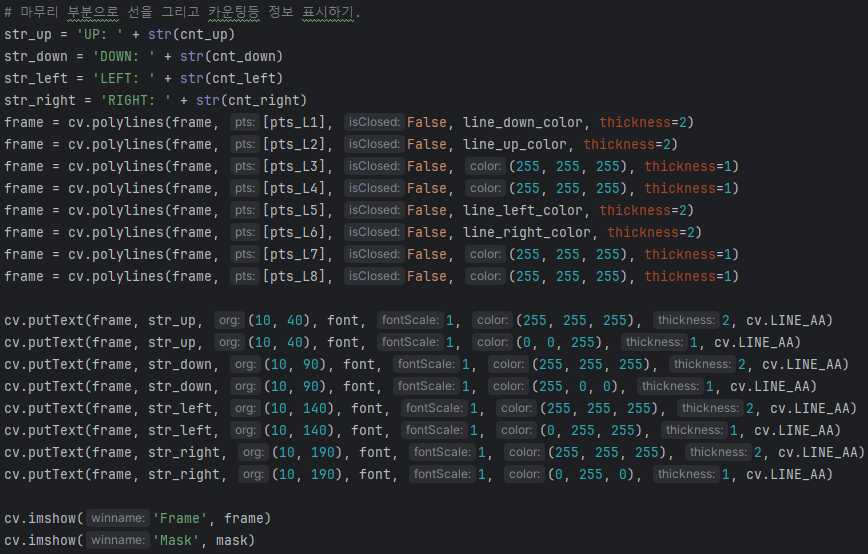 # 마무리 부분으로 선을 그리고 카운팅등 정보 표시하기.
str_up = 'UP: ' + str(cnt_up)
str_down = 'DOWN: ' + str(cnt_down)
str_left = 'LEFT: ' + str(cnt_left)
str_right = 'RIGHT: ' + str(cnt_right)
frame = cv.polylines(frame, pts: [pts_L1], isClosed: False, line_down_color, thickness=2)
frame = cv.polylines(frame, pts: [pts_L2], isClosed: False, line_up_color, thickness=2)
frame = cv.polylines(frame, pts: [pts_L3], isClosed: False, color: (255, 255, 255), thickness=1)
frame = cv.polylines(frame, pts: [pts_L4], isClosed: False, color: (255, 255, 255), thickness=1)
frame = cv.polylines(frame, pts: [pts_L5], isClosed: False, line_left_color, thickness=2)
frame = cv.polylines(frame, pts: [pts_L6], isClosed: False, line_right_color, thickness=2)
frame = cv.polylines(frame, pts: [pts_L7], isClosed: False, color: (255, 255, 255), thickness=1)
frame = cv.polylines(frame, pts: [pts_L8], isClosed: False, color: (255, 255, 255), thickness=1)
cv.putText(frame, str_up, org: (10, 40), font, fontScale: 1, color: (255, 255, 255), thickness: 2, cv.LINE_AA)
cv.putText(frame, str_up, org: (10, 40), font, fontScale: 1, color: (0, 0, 255), thickness: 1, cv.LINE_AA)
cv.putText(frame, str_down, org: (10, 90), font, fontScale: 1, color: (255, 255, 255), thickness: 2, cv.LINE_AA)
cv.putText(frame, str_down, org: (10, 90), font, fontScale: 1, color: (255, 0, 0), thickness: 1, cv.LINE_AA)
cv.putText(frame, str_left, org: (10, 140), font, fontScale: 1, color: (255, 255, 255), thickness: 2, cv.LINE_AA)
cv.putText(frame, str_left, org: (10, 140), font, fontScale: 1, color: (0, 255, 255), thickness: 1, cv.LINE_AA)
cv.putText(frame, str_right, org: (10, 190), font, fontScale: 1, color: (255, 255, 255), thickness: 2, cv.LINE_AA)
cv.putText(frame, str_right, org: (10, 190), font, fontScale: 1, color: (0, 255, 0), thickness: 1, cv.LINE_AA)
cv.imshow( winname: 'Frame', frame)
cv.imshow( winname: 'Mask', mask)